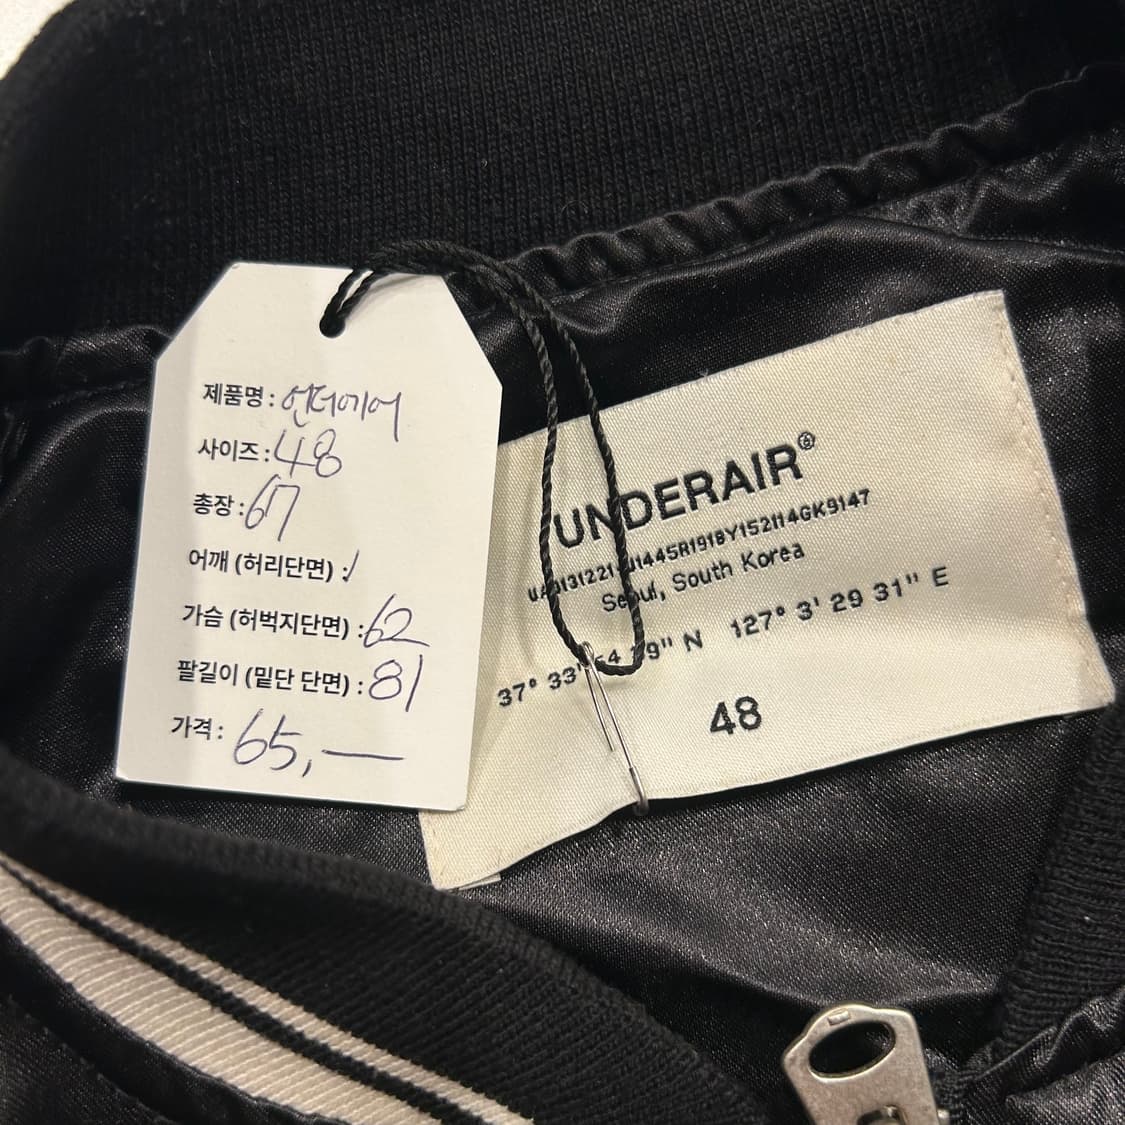 제품명 : 언더에어
사이즈 : 48
총장 : 67
어깨 (허리단면) : /
가슴 (허벅지단면) : 62
팔길이 (밑단 단면) : 81
가격 : 65,—
UNDERAIR®
Seoul, South Korea
37° 33' N 127° 3' 29 31" E
48